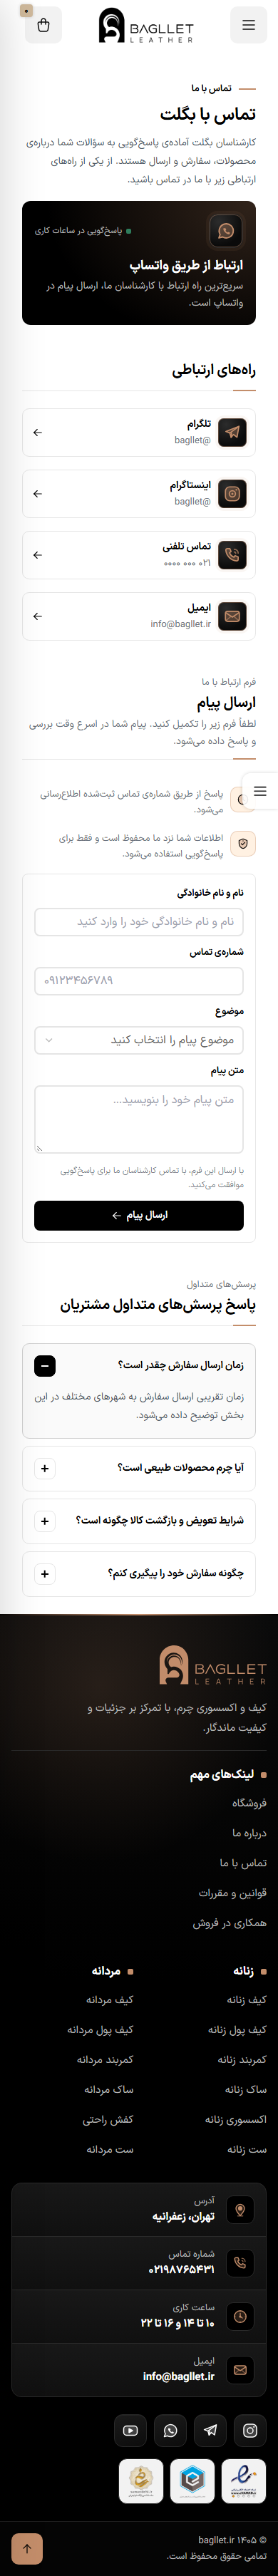 BAGLLET
LEATHER
تماس با ما
تماس با بگلت
کارشناسان بگلت آماده‌ی پاسخ‌گویی به سؤالات شما درباره‌ی
محصولات، سفارش و ارسال هستند. از یکی از راه‌های
ارتباطی زیر با ما در تماس باشید.
پاسخ‌گویی در ساعات کاری
ارتباط از طریق واتساپ
سریع‌ترین راه ارتباط با کارشناسان ما، ارسال پیام در
واتساپ است.
راه‌های ارتباطی
تلگرام
@bagllet
اینستاگرام
@bagllet
تماس تلفنی
۰۲۱ ۰۰۰ ۰۰۰۰
ایمیل
info@bagllet.ir
فرم ارتباط با ما
ارسال پیام
لطفاً فرم زیر را تکمیل کنید. پیام شما در اسرع وقت بررسی
و پاسخ داده می‌شود.
پاسخ از طریق شماره‌ی تماس ثبت‌شده اطلاع‌رسانی
می‌شود.
اطلاعات شما نزد ما محفوظ است و فقط برای
پاسخ‌گویی استفاده می‌شود.
نام و نام خانوادگی
نام و نام خانوادگی خود را وارد کنید
شماره‌ی تماس
۰۹۱۲۳۴۵۶۷۸۹
موضوع
موضوع پیام را انتخاب کنید
متن پیام
متن پیام خود را بنویسید...
با ارسال این فرم، با تماس کارشناسان ما برای پاسخ‌گویی
موافقت می‌کنید.
ارسال پیام
پرسش‌های متداول
پاسخ پرسش‌های متداول مشتریان
زمان ارسال سفارش چقدر است؟
زمان تقریبی ارسال سفارش به شهرهای مختلف در این
بخش توضیح داده می‌شود.
آیا چرم محصولات طبیعی است؟
شرایط تعویض و بازگشت کالا چگونه است؟
چگونه سفارش خود را پیگیری کنم؟
BAGLLET
LEATHER
کیف و اکسسوری چرم، با تمرکز بر جزئیات و
کیفیت ماندگار.
لینک‌های مهم
فروشگاه
درباره ما
تماس با ما
قوانین و مقررات
همکاری در فروش
زنانه
کیف زنانه
کیف پول زنانه
کمربند زنانه
ساک زنانه
اکسسوری زنانه
ست زنانه
مردانه
کیف مردانه
کیف پول مردانه
کمربند مردانه
ساک مردانه
کفش راحتی
ست مردانه
آدرس
تهران، زعفرانیه
شماره تماس
۰۲۱۹۸۷۶۵۴۳۱
ساعت کاری
۱۰ تا ۱۴ و ۱۶ تا ۲۲
ایمیل
info@bagllet.ir
© ۱۴۰۵ bagllet.ir
تمامی حقوق محفوظ است.